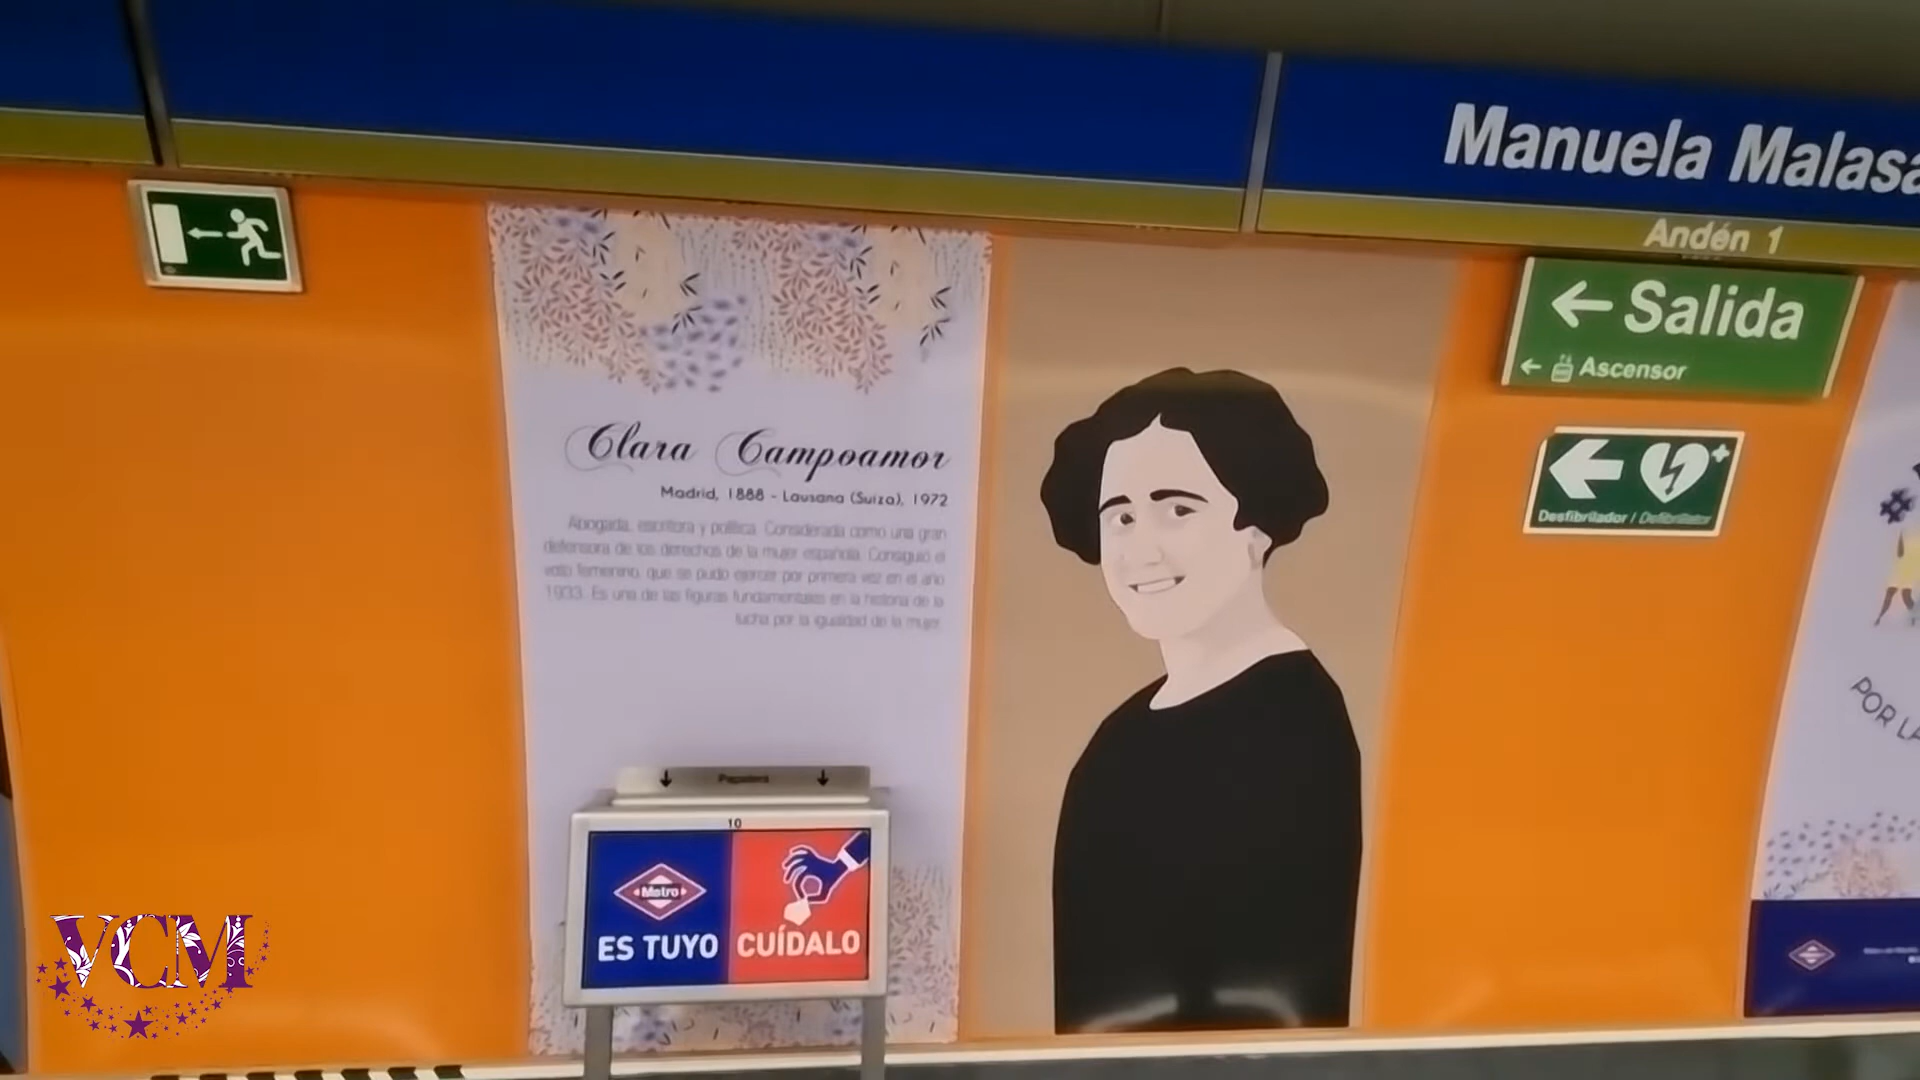 Manuela Malasa
Andén 1
← Salida
← Ascensor
Desfibrilador / Defibrillator
Clara Campoamor
Madrid, 1888 - Lausana (Suiza), 1972
Abogada, escritora y política. Considerada como una gran
defensora de los derechos de la mujer española. Consiguió el
voto femenino, que se pudo ejercer por primera vez en el año
1933. Es una de las figuras fundamentales en la historia de la
lucha por la igualdad de la mujer.
POR LA
Papelera
10
Metro
ES TUYO CUÍDALO
VCM